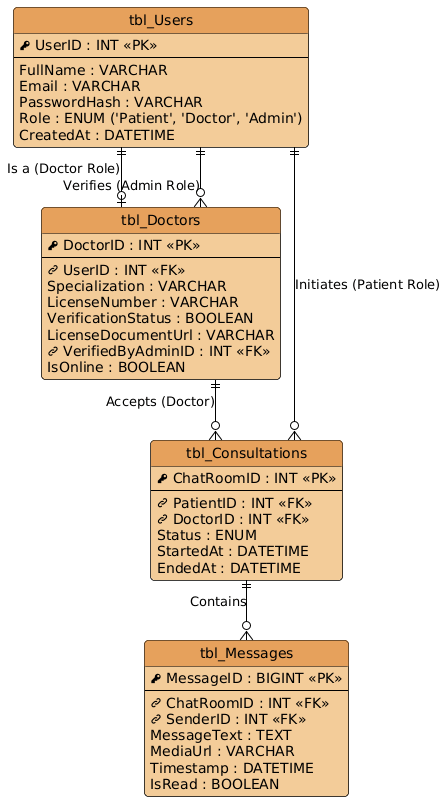 tbl_Users
UserID : INT «PK»
FullName : VARCHAR
Email : VARCHAR
PasswordHash : VARCHAR
Role : ENUM ('Patient', 'Doctor', 'Admin')
CreatedAt : DATETIME
Is a (Doctor Role)
Verifies (Admin Role)
tbl_Doctors
DoctorID : INT «PK»
UserID : INT «FK»
Specialization : VARCHAR
LicenseNumber : VARCHAR
VerificationStatus : BOOLEAN
LicenseDocumentUrl : VARCHAR
VerifiedByAdminID : INT «FK»
IsOnline : BOOLEAN
Initiates (Patient Role)
Accepts (Doctor)
tbl_Consultations
ChatRoomID : INT «PK»
PatientID : INT «FK»
DoctorID : INT «FK»
Status : ENUM
StartedAt : DATETIME
EndedAt : DATETIME
Contains
tbl_Messages
MessageID : BIGINT «PK»
ChatRoomID : INT «FK»
SenderID : INT «FK»
MessageText : TEXT
MediaUrl : VARCHAR
Timestamp : DATETIME
IsRead : BOOLEAN